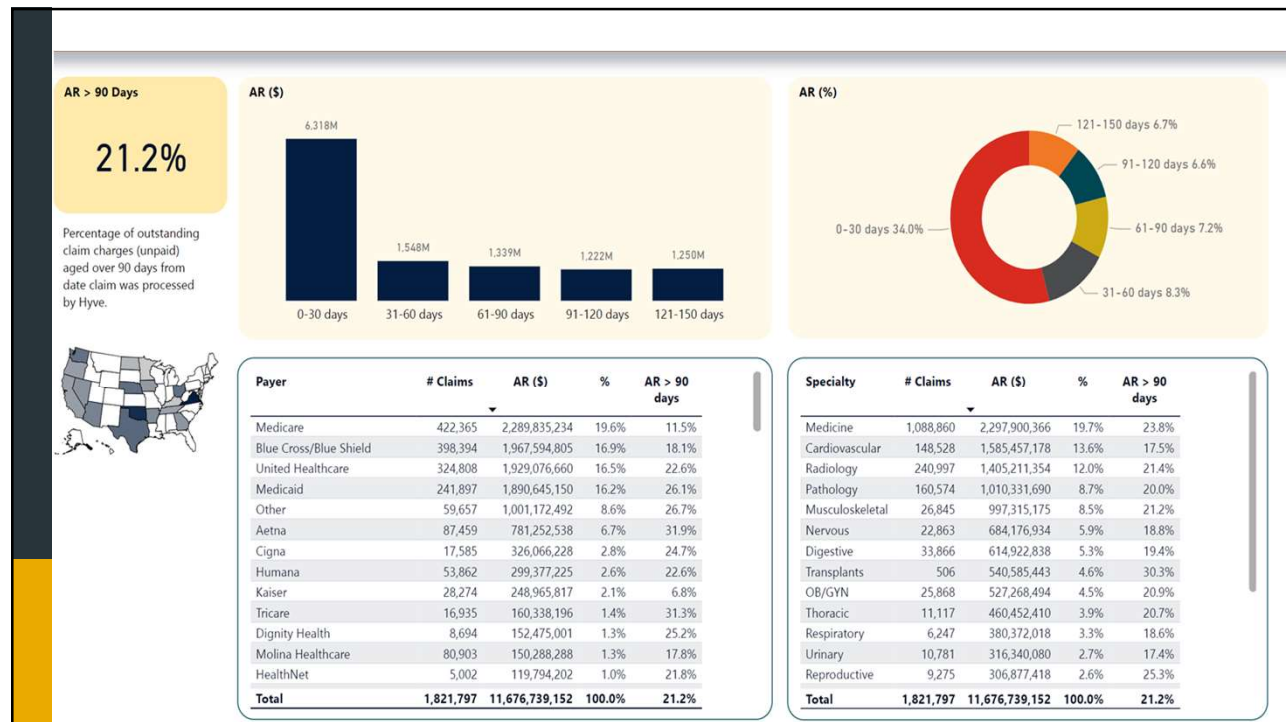 AR > 90 Days
21.2%
Percentage of outstanding
claim charges (unpaid)
aged over 90 days from
date claim was processed
by Hyve.
AR ($)
6,318M
1,548M
1,339M
1,222M
1,250M
0-30 days 31-60 days 61-90 days 91-120 days 121-150 days
AR (%)
121-150 days 6.7%
91-120 days 6.6%
61-90 days 7.2%
31-60 days 8.3%
0-30 days 34.0%
Payer # Claims AR ($) % AR > 90
days
Medicare 422,365 2,289,835,234 19.6% 11.5%
Blue Cross/Blue Shield 398,394 1,967,594,805 16.9% 18.1%
United Healthcare 324,808 1,929,076,660 16.5% 22.6%
Medicaid 241,897 1,890,645,150 16.2% 26.1%
Other 59,657 1,001,172,492 8.6% 26.7%
Aetna 87,459 781,252,538 6.7% 31.9%
Cigna 17,585 326,066,228 2.8% 24.7%
Humana 53,862 299,377,225 2.6% 22.6%
Kaiser 28,274 248,965,817 2.1% 6.8%
Tricare 16,935 160,338,196 1.4% 31.3%
Dignity Health 8,694 152,475,001 1.3% 25.2%
Molina Healthcare 80,903 150,288,288 1.3% 17.8%
HealthNet 5,002 119,794,202 1.0% 21.8%
Total 1,821,797 11,676,739,152 100.0% 21.2%
Specialty # Claims AR ($) % AR > 90
days
Medicine 1,088,860 2,297,900,366 19.7% 23.8%
Cardiovascular 148,528 1,585,457,178 13.6% 17.5%
Radiology 240,997 1,405,211,354 12.0% 21.4%
Pathology 160,574 1,010,331,690 8.7% 20.0%
Musculoskeletal 26,845 997,315,175 8.5% 21.2%
Nervous 22,863 684,176,934 5.9% 18.8%
Digestive 33,866 614,922,838 5.3% 19.4%
Transplants 506 540,585,443 4.6% 30.3%
OB/GYN 25,868 527,268,494 4.5% 20.9%
Thoracic 11,117 460,452,410 3.9% 20.7%
Respiratory 6,247 380,372,018 3.3% 18.6%
Urinary 10,781 316,340,080 2.7% 17.4%
Reproductive 9,275 306,877,418 2.6% 25.3%
Total 1,821,797 11,676,739,152 100.0% 21.2%